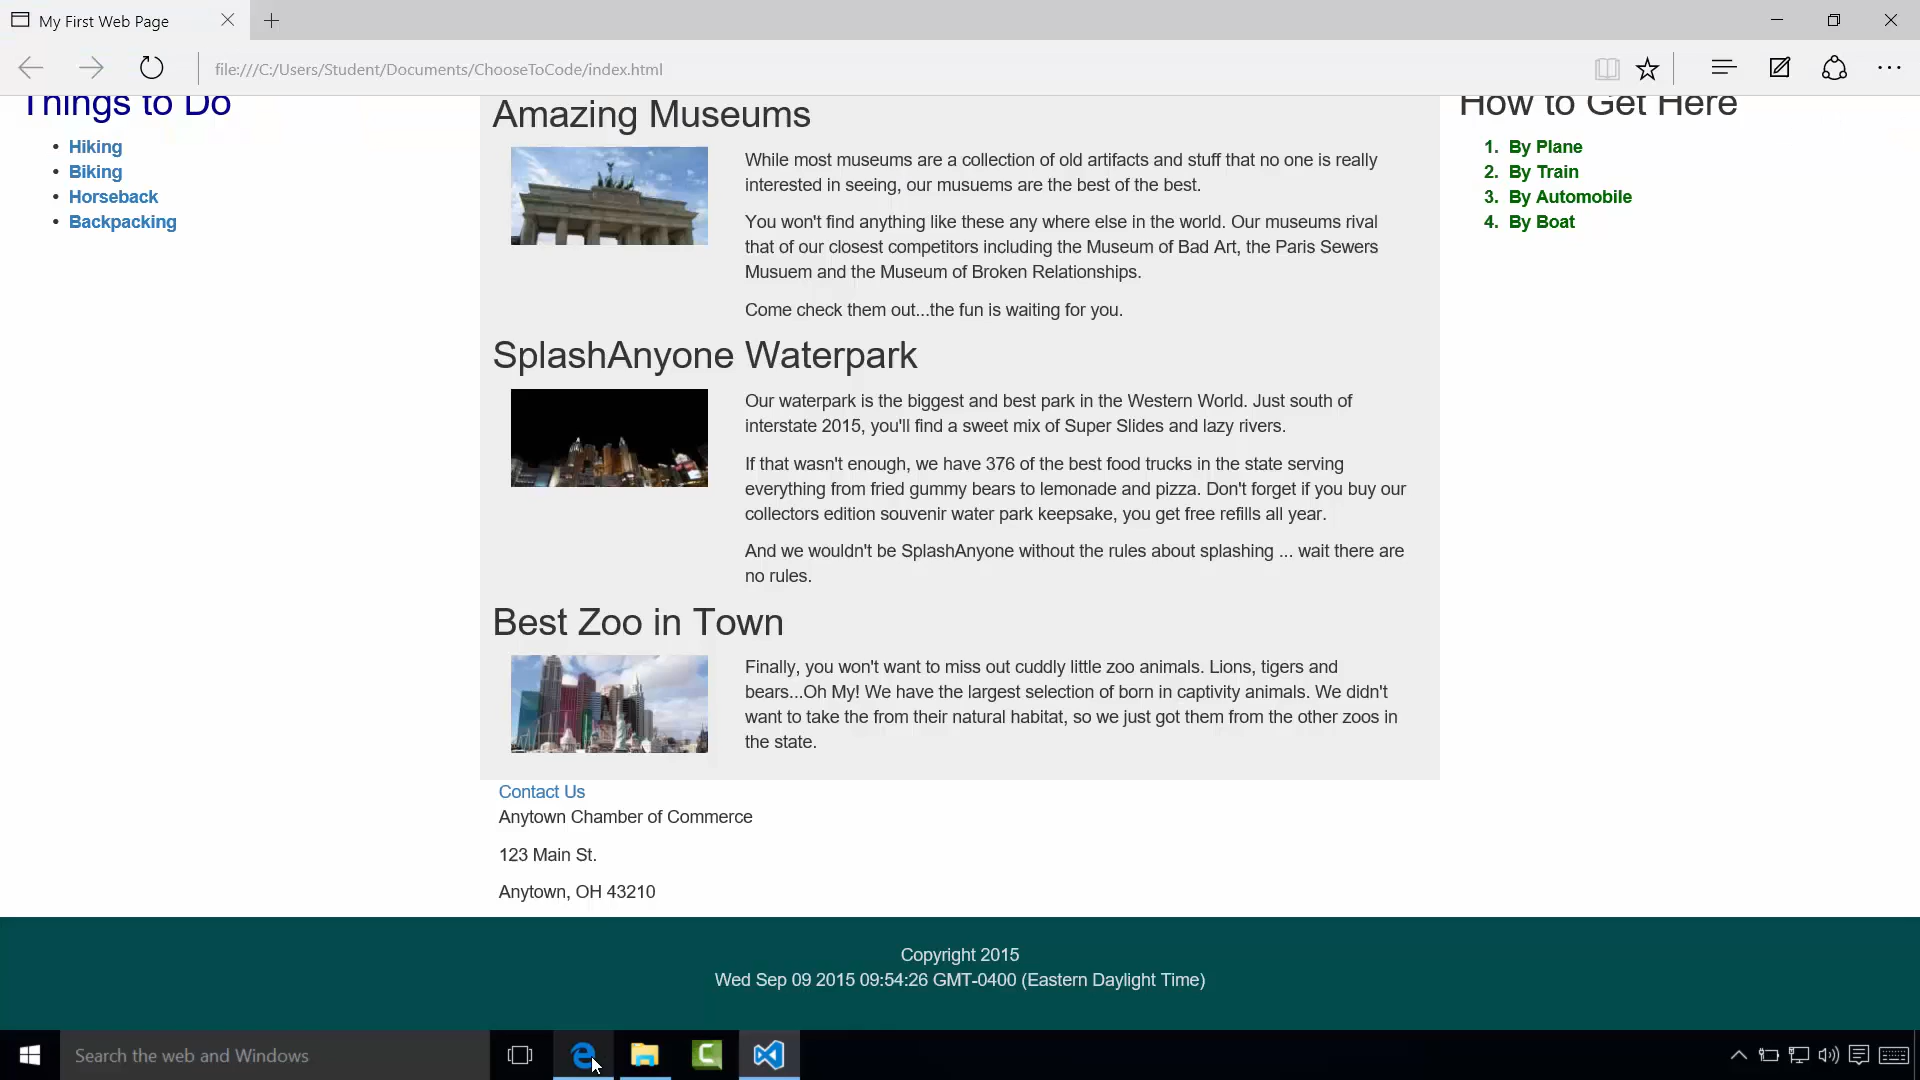 My First Web Page
file:///C:/Users/Student/Documents/ChooseToCode/index.html
Things to Do
• Hiking
• Biking
• Horseback
• Backpacking
Amazing Museums
While most museums are a collection of old artifacts and stuff that no one is really
interested in seeing, our musuems are the best of the best.
You won't find anything like these any where else in the world. Our museums rival
that of our closest competitors including the Museum of Bad Art, the Paris Sewers
Musuem and the Museum of Broken Relationships.
Come check them out...the fun is waiting for you.
SplashAnyone Waterpark
Our waterpark is the biggest and best park in the Western World. Just south of
interstate 2015, you'll find a sweet mix of Super Slides and lazy rivers.
If that wasn't enough, we have 376 of the best food trucks in the state serving
everything from fried gummy bears to lemonade and pizza. Don't forget if you buy our
collectors edition souvenir water park keepsake, you get free refills all year.
And we wouldn't be SplashAnyone without the rules about splashing ... wait there are
no rules.
Best Zoo in Town
Finally, you won't want to miss out cuddly little zoo animals. Lions, tigers and
bears...Oh My! We have the largest selection of born in captivity animals. We didn't
want to take the from their natural habitat, so we just got them from the other zoos in
the state.
How to Get Here
1. By Plane
2. By Train
3. By Automobile
4. By Boat
Contact Us
Anytown Chamber of Commerce
123 Main St.
Anytown, OH 43210
Copyright 2015
Wed Sep 09 2015 09:54:26 GMT-0400 (Eastern Daylight Time)
Search the web and Windows